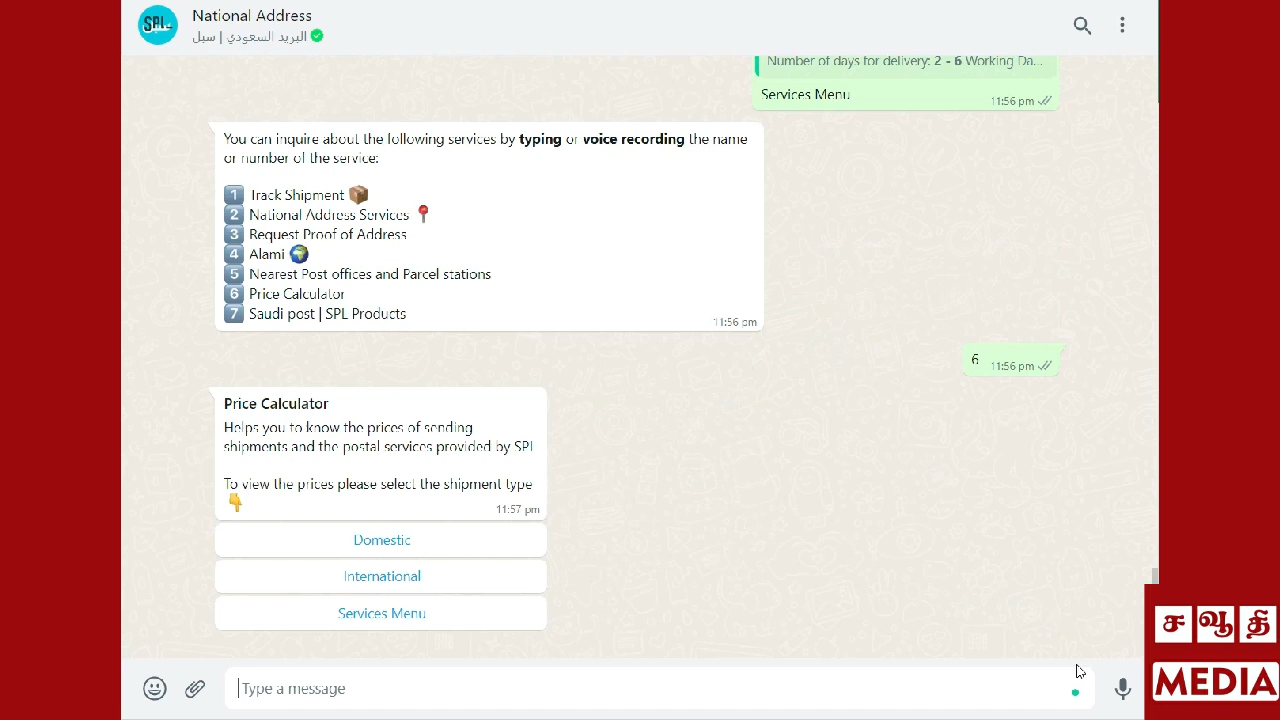 National Address
البريد السعودي | سبل
SPL
سبل
Number of days for delivery: 2 - 6 Working Da...
Services Menu
11:56 pm
You can inquire about the following services by typing or voice recording the name
or number of the service:
1 Track Shipment
2 National Address Services
3 Request Proof of Address
4 Alami
5 Nearest Post offices and Parcel stations
6 Price Calculator
7 Saudi post | SPL Products
11:56 pm
6 11:56 pm
Price Calculator
Helps you to know the prices of sending
shipments and the postal services provided by SPL
To view the prices please select the shipment type
11:57 pm
Domestic
International
Services Menu
Type a message
சவூதி
MEDIA